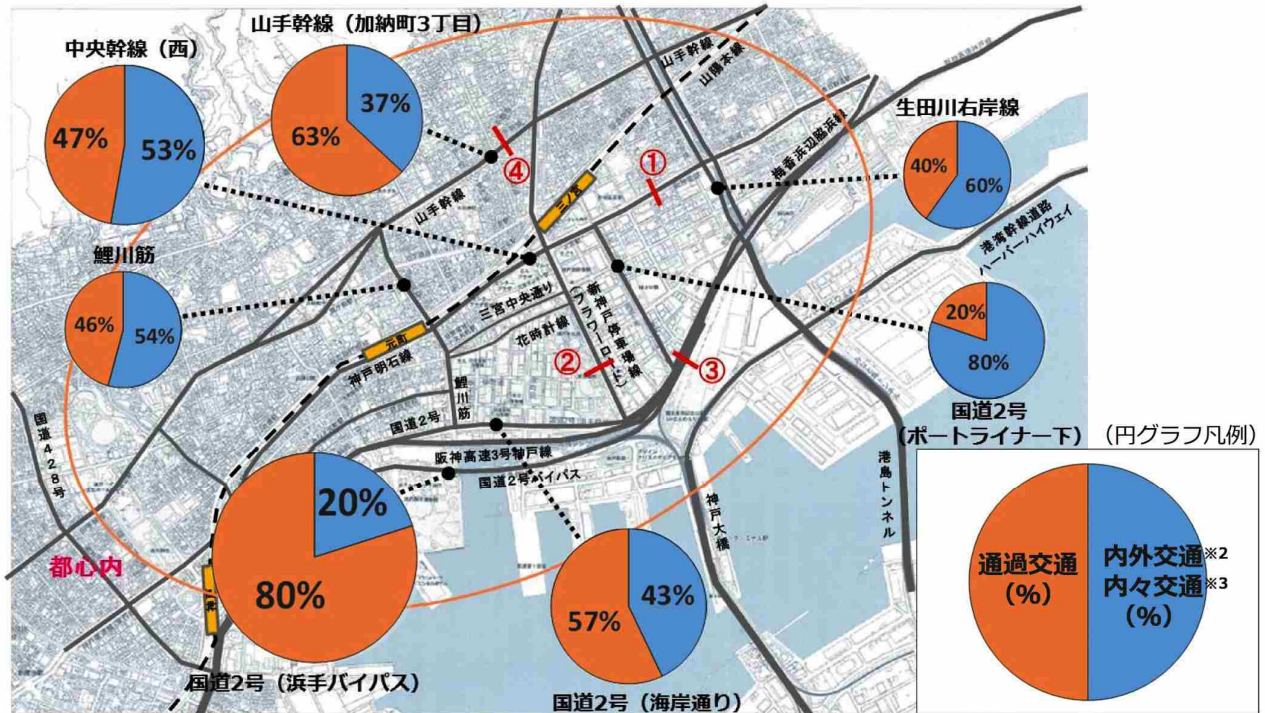 山手幹線（加納町3丁目）
37%
63%
中央幹線（西）
47%
53%
鯉川筋
46%
54%
山手幹線
山陽本線
生田川右岸線
40%
60%
①
④
三ノ宮
山手幹線
港湾幹線道路
ハーバーハイウェイ
三宮中央通り
花時計線
新神戸停車場線
（フラワーロード）
元町
神戸明石線
②
③
20%
80%
国道2号
（ポートライナー下）
鯉川筋
国道2号
国道428号
阪神高速3号神戸線
国道2号バイパス
神戸大橋
港島トンネル
都心内
20%
80%
国道2号（浜手バイパス）
43%
57%
国道2号（海岸通り）
（円グラフ凡例）
通過交通
（%）
内外交通※2
内々交通※3
（%）